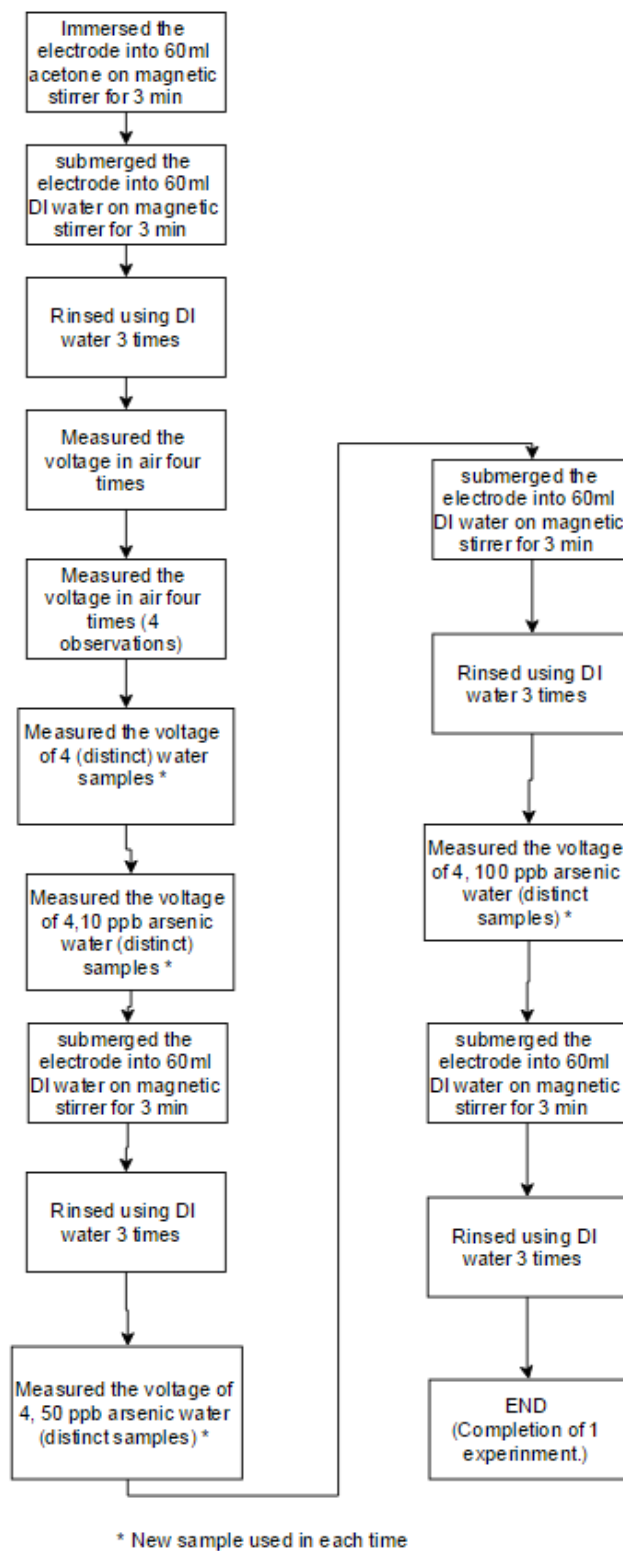 Immersed the
electrode into 60ml
acetone on magnetic
stirrer for 3 min
submerged the
electrode into 60ml
DI water on magnetic
stirrer for 3 min
Rinsed using DI
water 3 times
Measured the
voltage in air four
times
Measured the
voltage in air four
times (4
observations)
Measured the voltage
of 4 (distinct) water
samples *
Measured the voltage
of 4,10 ppb arsenic
water (distinct)
samples *
submerged the
electrode into 60ml
DI water on magnetic
stirrer for 3 min
Rinsed using DI
water 3 times
Measured the voltage of
4, 50 ppb arsenic water
(distinct samples) *
submerged the
electrode into 60ml
DI water on magnetic
stirrer for 3 min
Rinsed using DI
water 3 times
Measured the voltage
of 4, 100 ppb arsenic
water (distinct
samples) *
submerged the
electrode into 60ml
DI water on magnetic
stirrer for 3 min
Rinsed using DI
water 3 times
END
(Completion of 1
experinment.)
* New sample used in each time